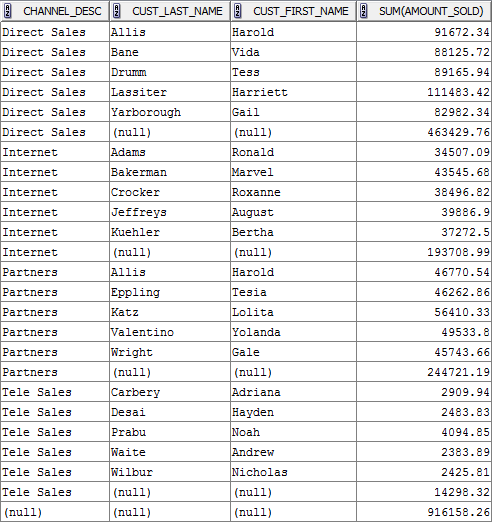 CHANNEL_DESC CUST_LAST_NAME CUST_FIRST_NAME SUM(AMOUNT_SOLD)
Direct Sales Allis Harold 91672.34
Direct Sales Bane Vida 88125.72
Direct Sales Drumm Tess 89165.94
Direct Sales Lassiter Harriett 111483.42
Direct Sales Yarborough Gail 82982.34
Direct Sales (null) (null) 463429.76
Internet Adams Ronald 34507.09
Internet Bakerman Marvel 43545.68
Internet Crocker Roxanne 38496.82
Internet Jeffreys August 39886.9
Internet Kuehler Bertha 37272.5
Internet (null) (null) 193708.99
Partners Allis Harold 46770.54
Partners Eppling Tesia 46262.86
Partners Katz Lolita 56410.33
Partners Valentino Yolanda 49533.8
Partners Wright Gale 45743.66
Partners (null) (null) 244721.19
Tele Sales Carbery Adriana 2909.94
Tele Sales Desai Hayden 2483.83
Tele Sales Prabu Noah 4094.85
Tele Sales Waite Andrew 2383.89
Tele Sales Wilbur Nicholas 2425.81
Tele Sales (null) (null) 14298.32
(null) (null) (null) 916158.26